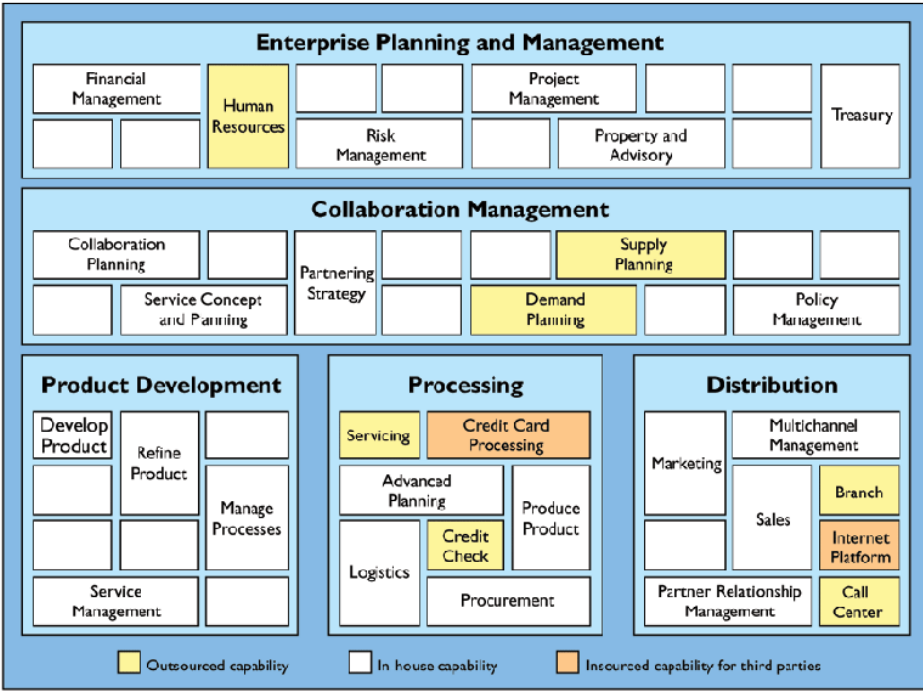 Enterprise Planning and Management
Financial
Management
Human
Resources
Project
Management
Treasury
Risk
Management
Property and
Advisory
Collaboration Management
Collaboration
Planning
Partnering
Strategy
Supply
Planning
Service Concept
and Panning
Demand
Planning
Policy
Management
Product Development
Develop
Product
Refine
Product
Manage
Processes
Service
Management
Processing
Servicing
Credit Card
Processing
Advanced
Planning
Produce
Product
Logistics
Credit
Check
Procurement
Distribution
Marketing
Multichannel
Management
Sales
Branch
Internet
Platform
Partner Relationship
Management
Call
Center
Outsourced capability
In house capability
Insourced capability for third parties